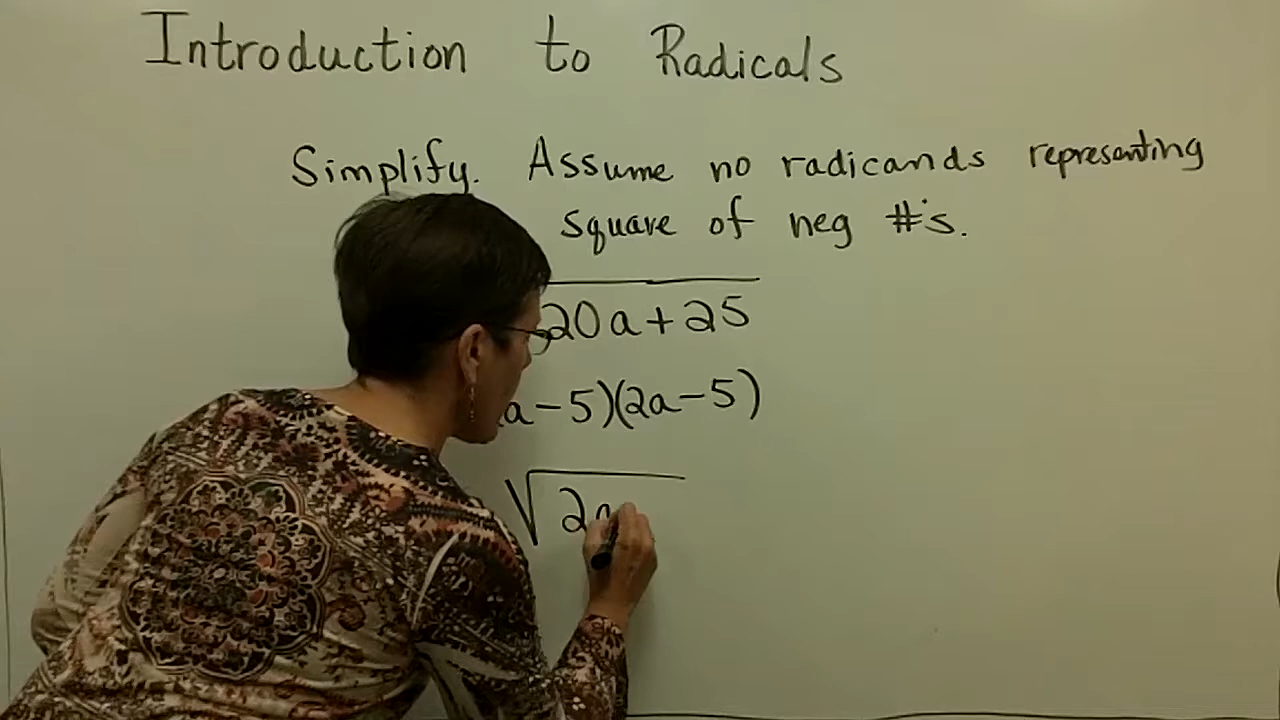 Introduction to Radicals
Simplify. Assume no radicands representing
square of neg #'s.
20a+25
a-5)(2a-5)
√2a